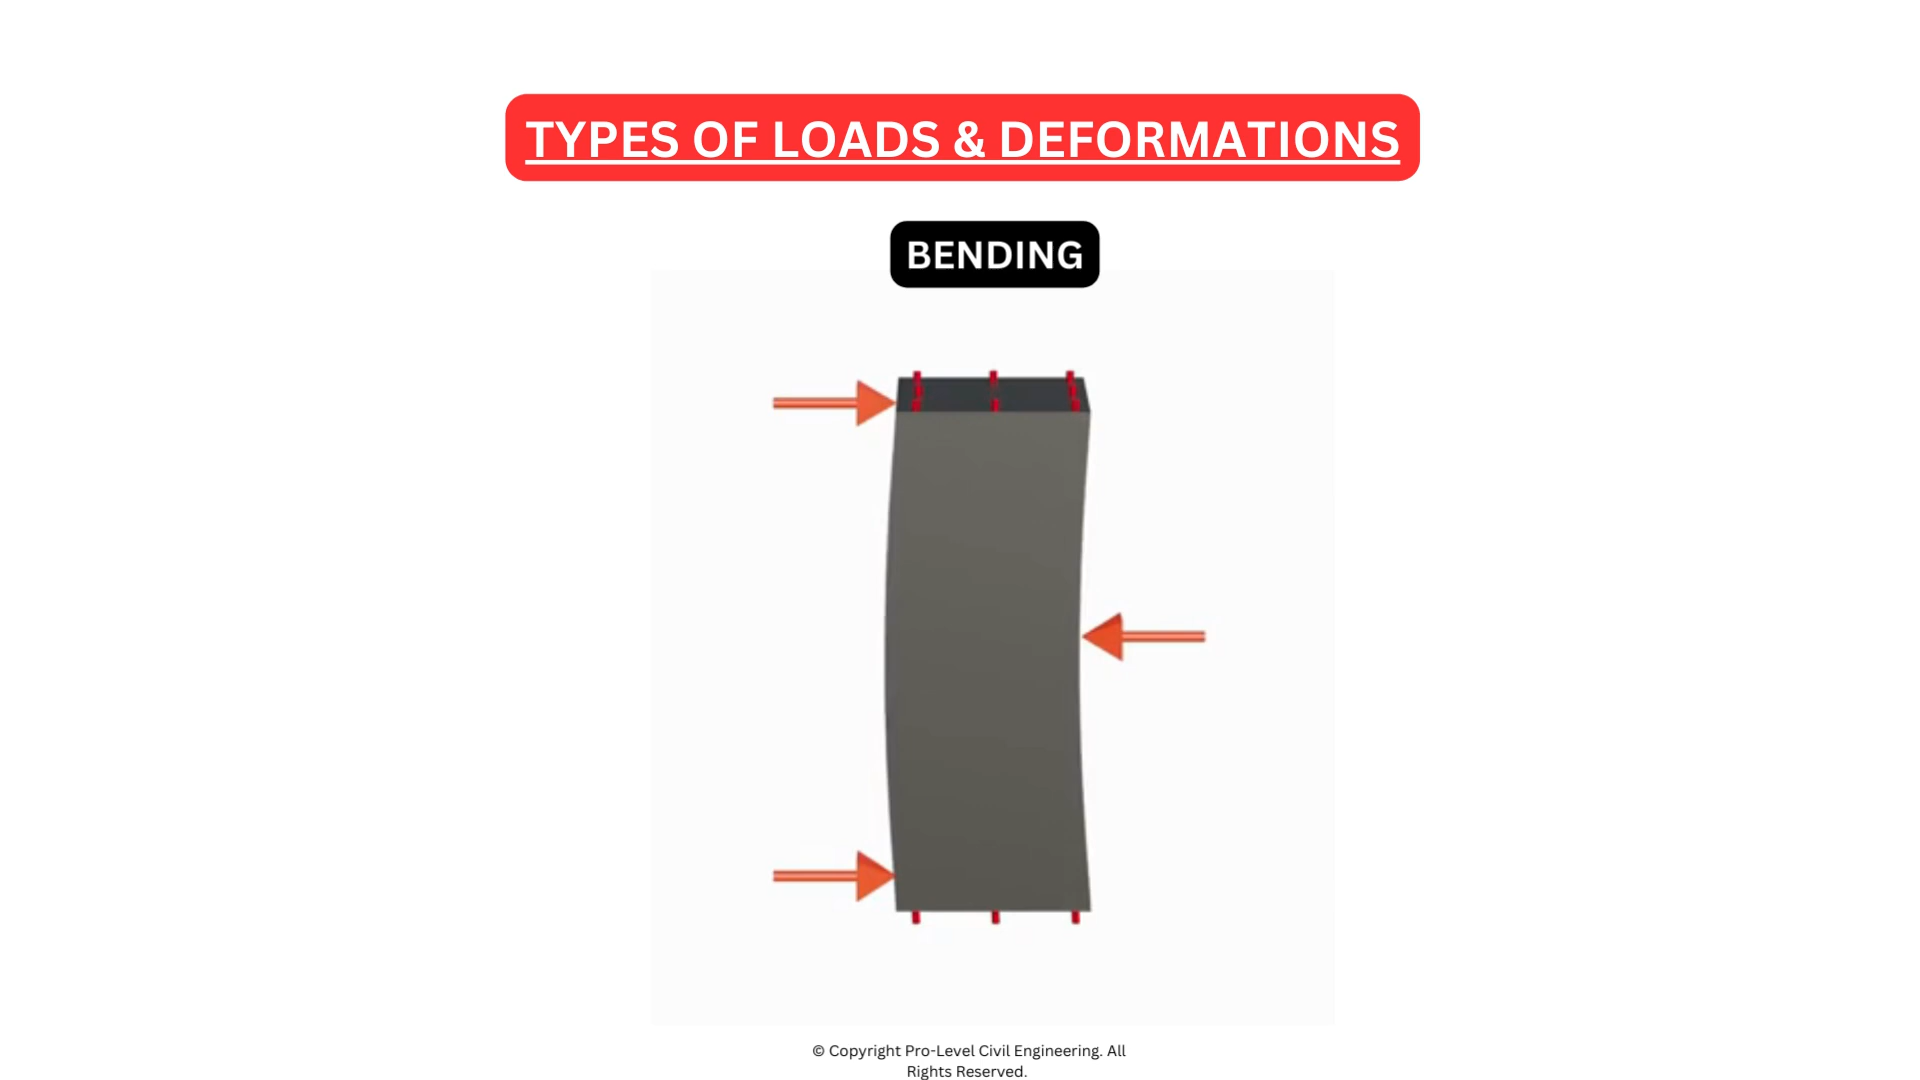 TYPES OF LOADS & DEFORMATIONS
BENDING
© Copyright Pro-Level Civil Engineering. All
Rights Reserved.